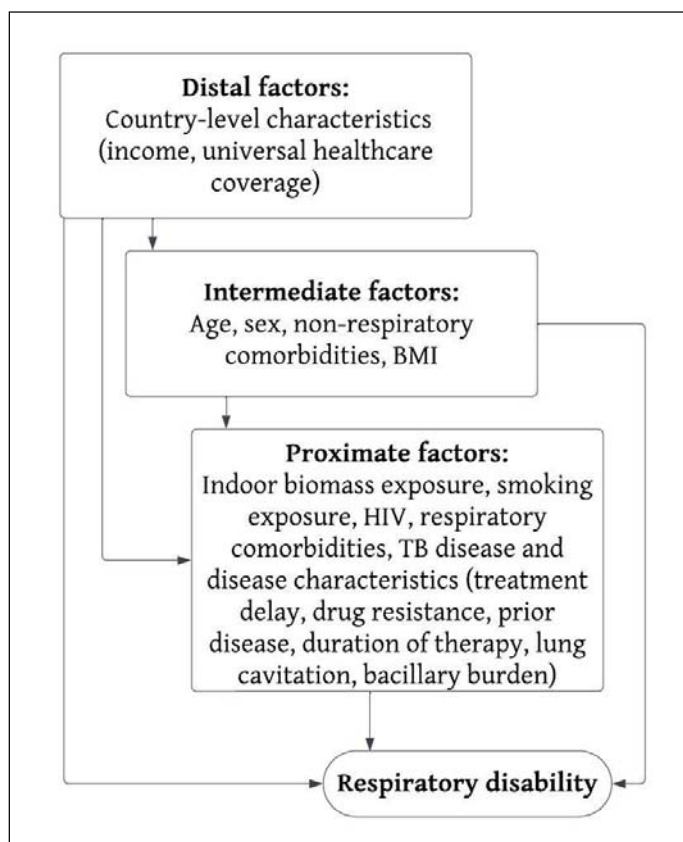 Distal factors:
Country-level characteristics
(income, universal healthcare
coverage)
Intermediate factors:
Age, sex, non-respiratory
comorbidities, BMI
Proximate factors:
Indoor biomass exposure, smoking
exposure, HIV, respiratory
comorbidities, TB disease and
disease characteristics (treatment
delay, drug resistance, prior
disease, duration of therapy, lung
cavitation, bacillary burden)
Respiratory disability